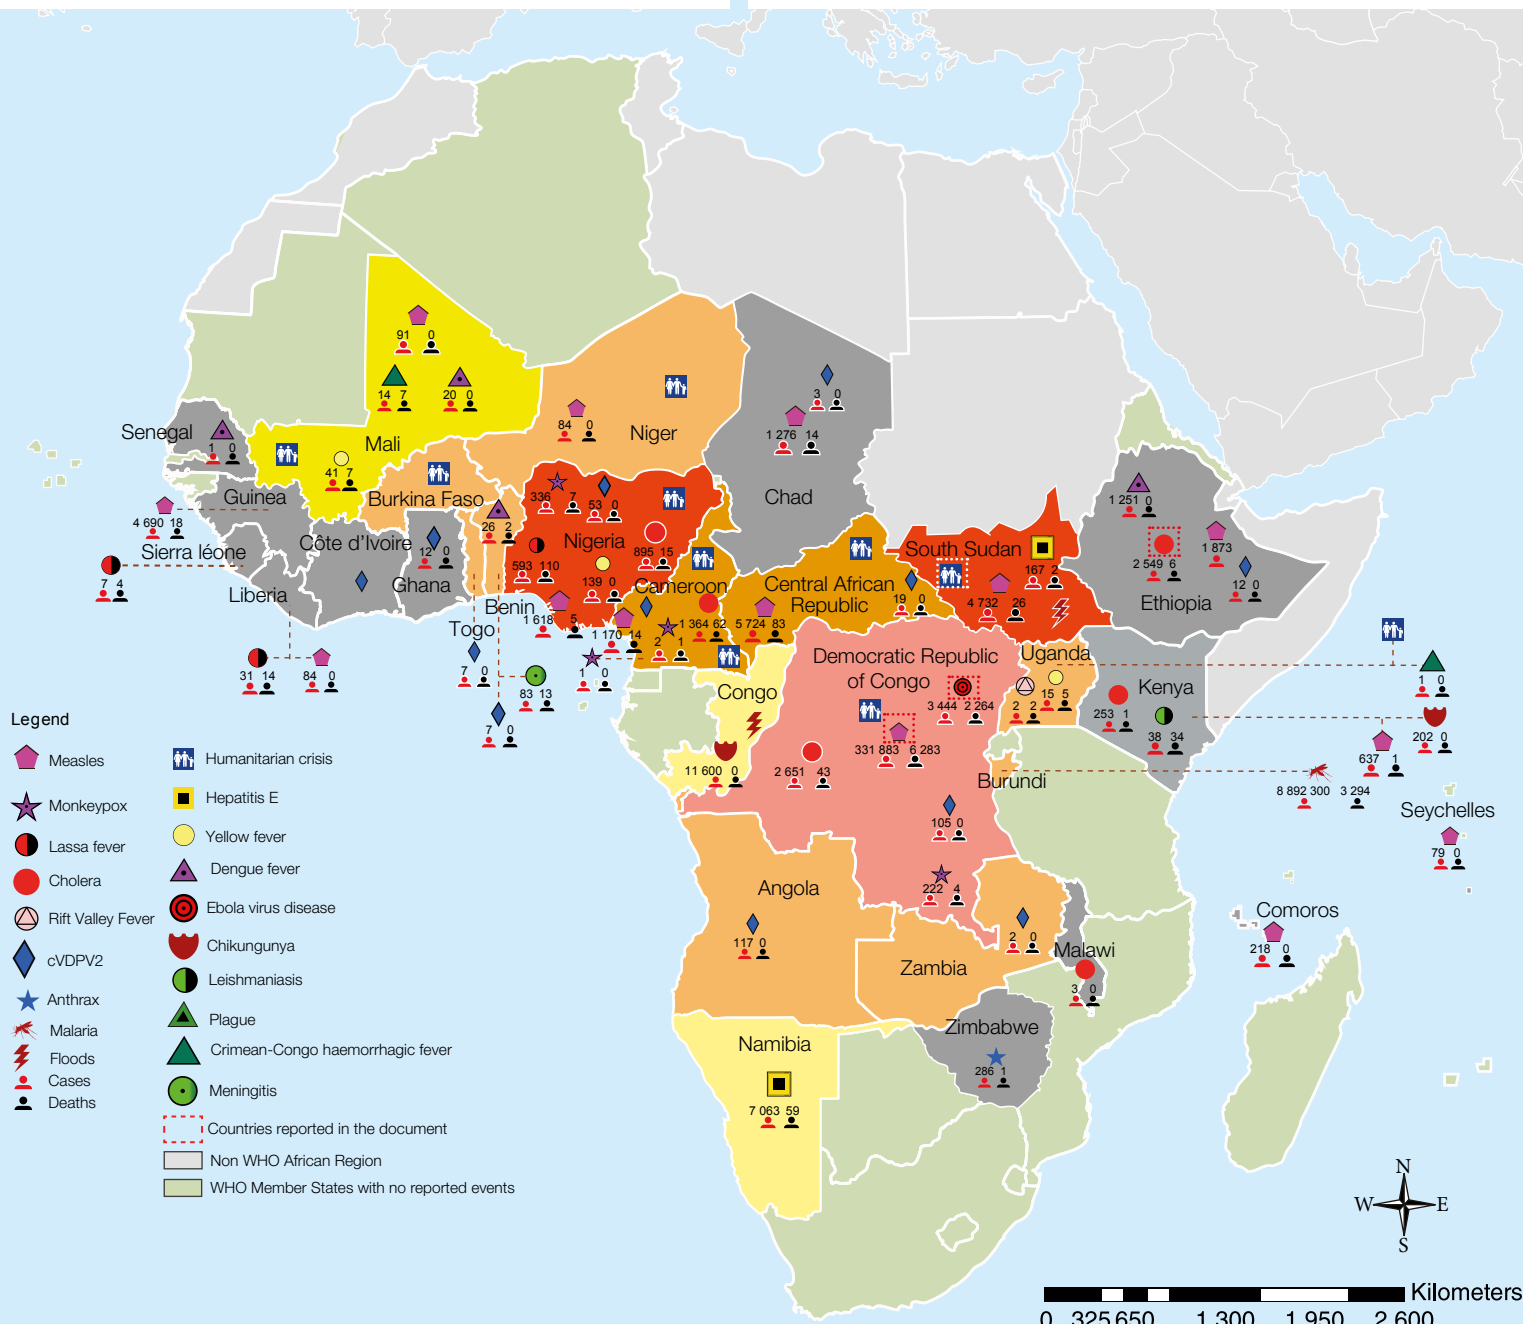 91 0
14 7
20 0
Mali
41 7
Senegal
1 0
84 0
Niger
3 0
1 276 14
Chad
Burkina Faso
26 2
Guinea
4 690 18
Sierra léone
7 4
Côte d'Ivoire
12 0
Ghana
Liberia
31 14
84 0
Benin
Togo
7 0
83 13
7 0
336 7
53 0
Nigeria
593 110
895 15
139 0
1 618 5
Cameroon
1 170 14
2 1
1 364 62
1 0
Central African
Republic
19 0
5 724 83
South Sudan
167 2
4 732 26
1 251 0
2 549 6
1 873
12 0
Ethiopia
Democratic Republic
of Congo
3 444 2 264
331 883 6 283
2 651 43
105 0
222 4
Congo
11 600 0
Uganda
2 2
15 5
Kenya
253 1
38 34
1 0
202 0
637 1
Burundi
8 892 300 3 294
Seychelles
79 0
Comoros
218 0
Angola
117 0
2 0
Zambia
Malawi
3 0
Zimbabwe
286 1
Namibia
7 063 59
Legend
Measles
Monkeypox
Lassa fever
Cholera
Rift Valley Fever
cVDPV2
Anthrax
Malaria
Floods
Cases
Deaths
Humanitarian crisis
Hepatitis E
Yellow fever
Dengue fever
Ebola virus disease
Chikungunya
Leishmaniasis
Plague
Crimean-Congo haemorrhagic fever
Meningitis
Countries reported in the document
Non WHO African Region
WHO Member States with no reported events
N
W E
S
Kilometers
0 325 650 1 300 1 950 2 600